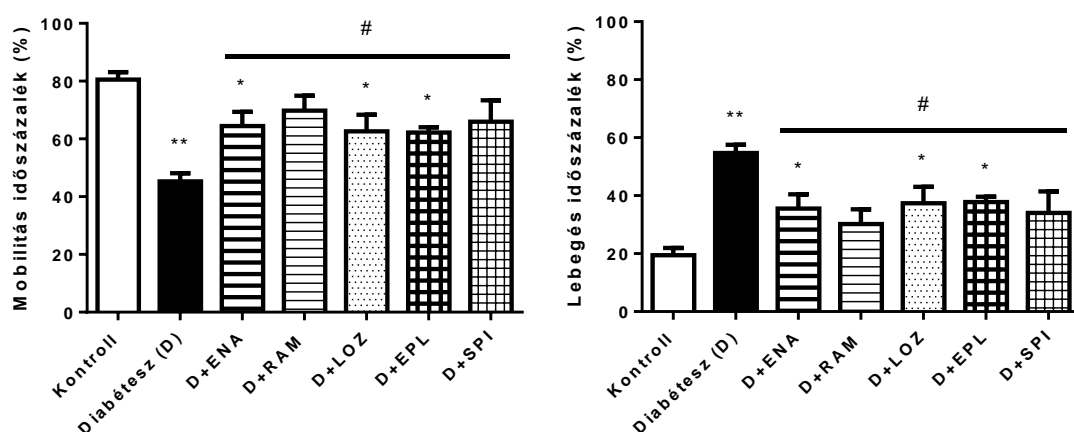 Mobilitás időszázalék (%)
100
80
60
40
20
0
#
**
*
*
*
Kontroll
Diabétesz (D)
D+ENA
D+RAM
D+LOZ
D+EPL
D+SPI
Lebegés időszázalék (%)
100
80
60
40
20
0
#
**
*
*
*
Kontroll
Diabétesz (D)
D+ENA
D+RAM
D+LOZ
D+EPL
D+SPI